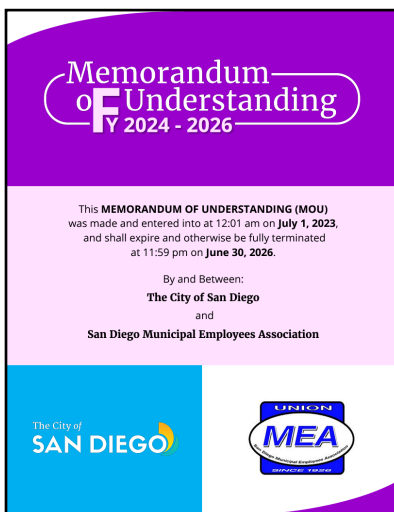 Memorandum
oF Understanding
FY 2024 - 2026
This MEMORANDUM OF UNDERSTANDING (MOU)
was made and entered into at 12:01 am on July 1, 2023,
and shall expire and otherwise be fully terminated
at 11:59 pm on June 30, 2026.
By and Between:
The City of San Diego
and
San Diego Municipal Employees Association
The City of
SAN DIEGO
UNION
MEA
San Diego Municipal Employees Association
SINCE 1926